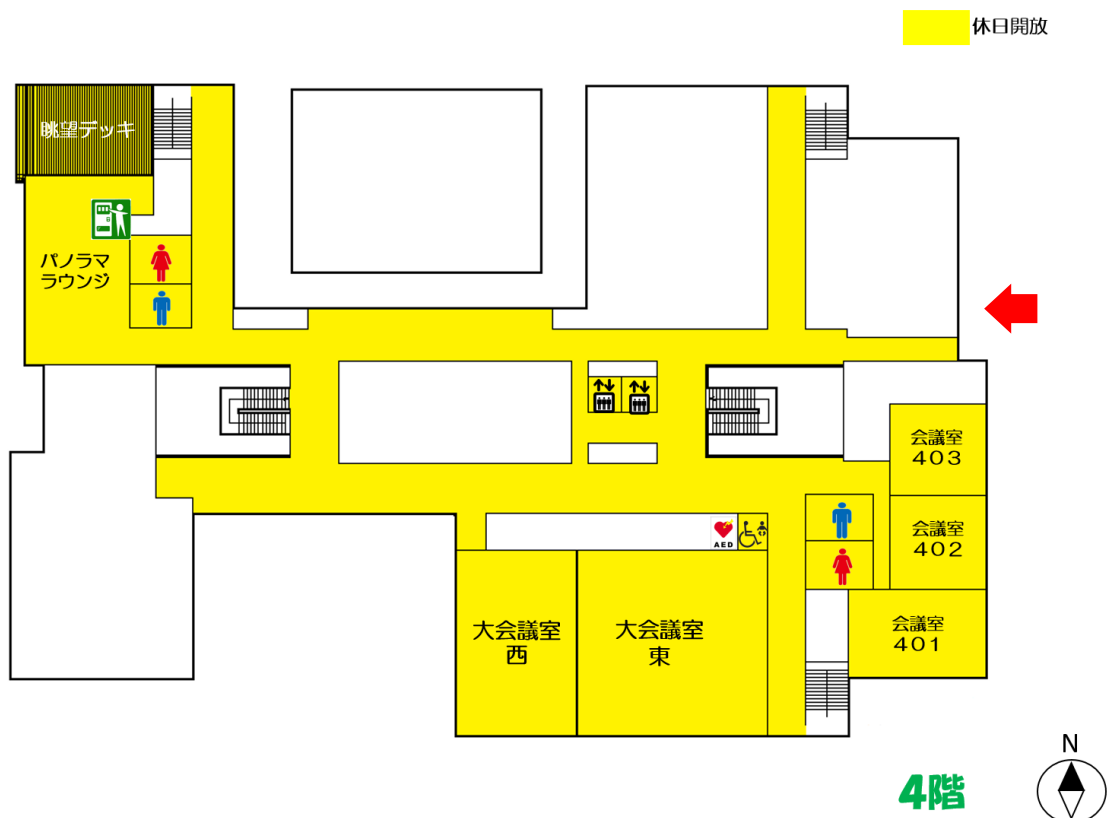 休日開放
眺望デッキ
パノラマ
ラウンジ
会議室
403
会議室
402
AED
大会議室
西
大会議室
東
会議室
401
N
4階